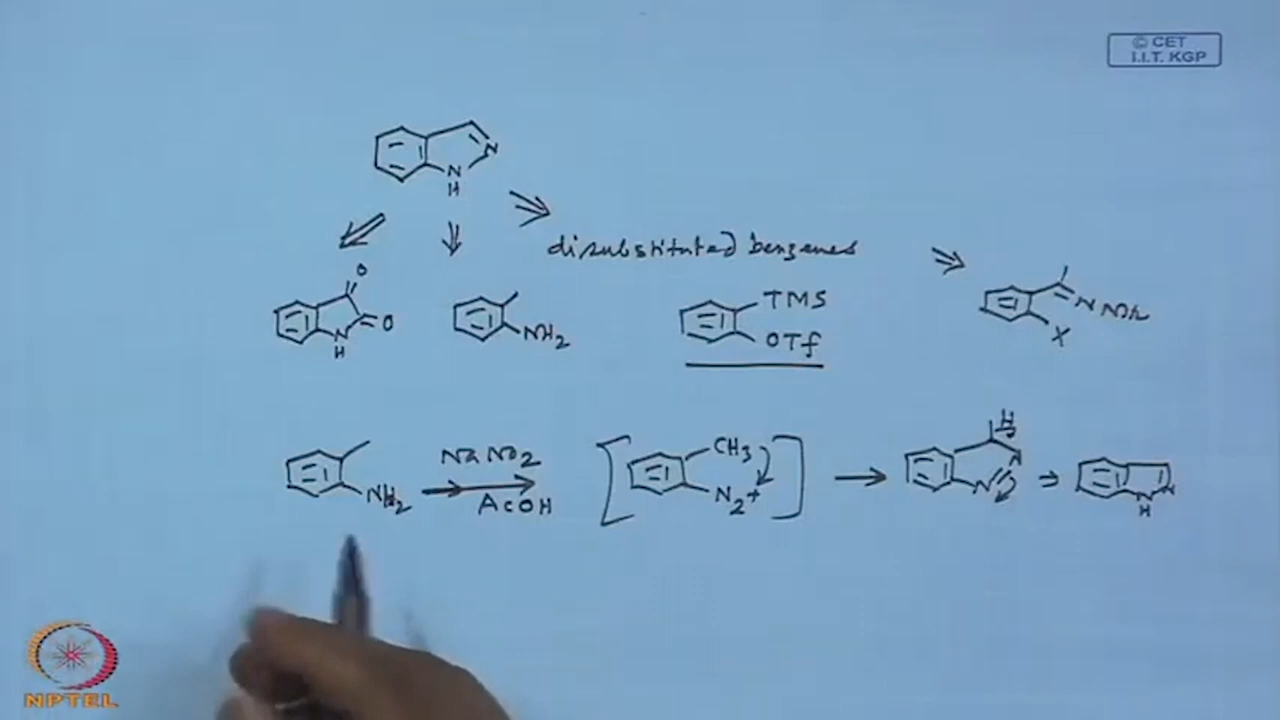 © CET
I.I.T. KGP
N
N
H
disubstituted benzenes
O
O
N
H
NH2
TMS
OTf
N NH2
X
NH2
NaNO2
AcOH
CH3
N2+
H
N
N
N
N
H
NPTEL